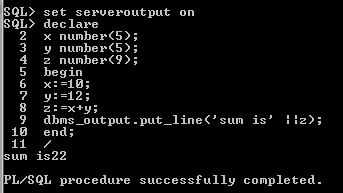 SQL> set serveroutput on
SQL> declare
2 x number(5);
3 y number(5);
4 z number(9);
5 begin
6 x:=10;
7 y:=12;
8 z:=x+y;
9 dbms_output.put_line('sum is' ||z);
10 end;
11 /
sum is22
PL/SQL procedure successfully completed.